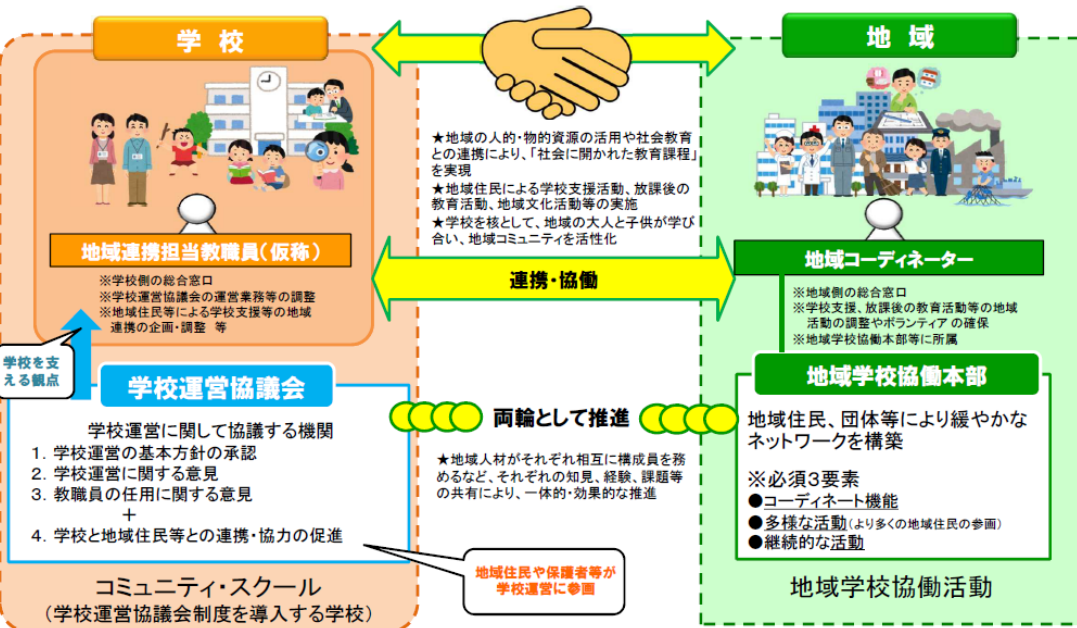 学校
地域
★地域の人的・物的資源の活用や社会教育
との連携により、「社会に開かれた教育課程」
を実現
★地域住民による学校支援活動、放課後の
教育活動、地域文化活動等の実施
★学校を核として、地域の大人と子供が学び
合い、地域コミュニティを活性化
地域連携担当教職員(仮称)
※学校側の総合窓口
※学校運営協議会の運営業務等の調整
※地域住民等による学校支援等の地域
連携の企画・調整 等
連携・協働
地域コーディネーター
※地域側の総合窓口
※学校支援、放課後の教育活動等の地域
活動の調整やボランティアの確保
※地域学校協働本部等に所属
学校を支
える観点
学校運営協議会
学校運営に関して協議する機関
1. 学校運営の基本方針の承認
2. 学校運営に関する意見
3. 教職員の任用に関する意見
+
4. 学校と地域住民等との連携・協力の促進
両輪として推進
★地域人材がそれぞれ相互に構成員を務
めるなど、それぞれの知見、経験、課題等
の共有により、一体的・効果的な推進
地域学校協働本部
地域住民、団体等により緩やかな
ネットワークを構築
※必須3要素
●コーディネート機能
●多様な活動(より多くの地域住民の参画)
●継続的な活動
地域住民や保護者等が
学校運営に参画
コミュニティ・スクール
(学校運営協議会制度を導入する学校)
地域学校協働活動